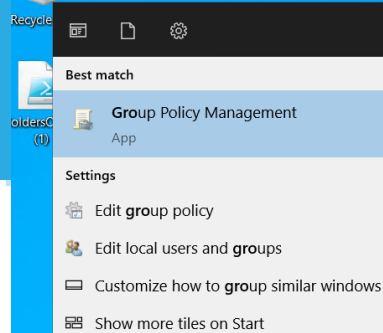 Recycle
oldersC
(1)
Best match
Group Policy Management
App
Settings
Edit group policy
Edit local users and groups
Customize how to group similar windows
Show more tiles on Start